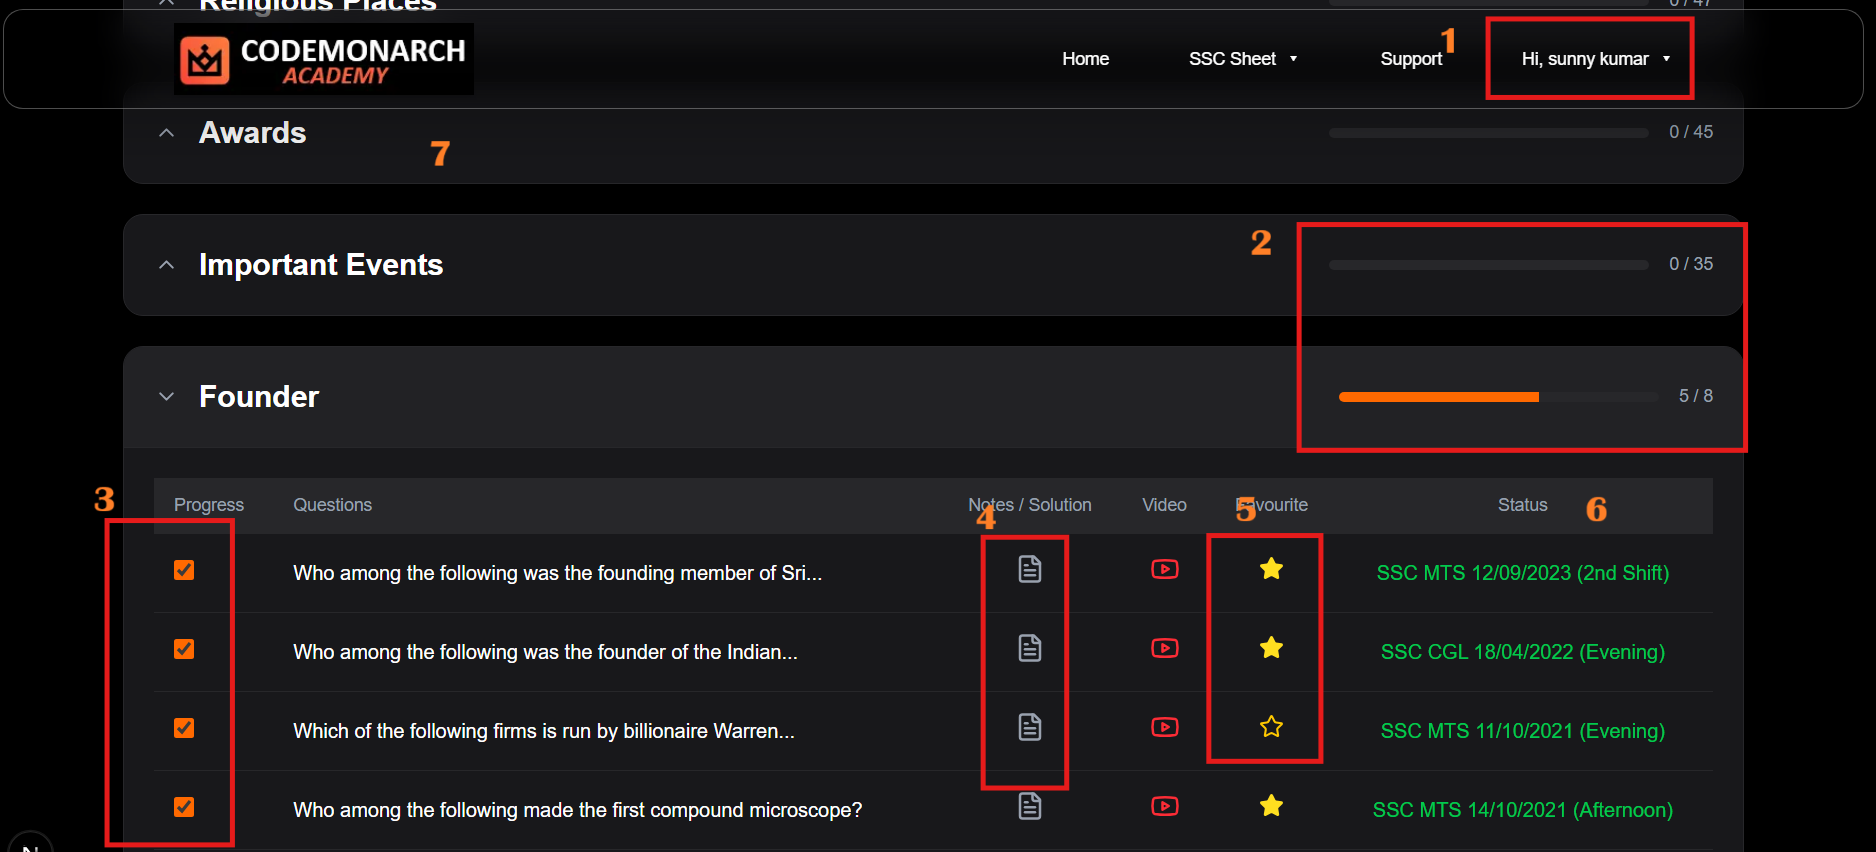 Religious Places 0 / 47
CODEMONARCH
ACADEMY
Home SSC Sheet Support 1 Hi, sunny kumar
Awards 7 0 / 45
Important Events 2 0 / 35
Founder 5 / 8
3 Progress Questions Notes / Solution Video Favourite Status 6
4 5
Who among the following was the founding member of Sri... SSC MTS 12/09/2023 (2nd Shift)
Who among the following was the founder of the Indian... SSC CGL 18/04/2022 (Evening)
Which of the following firms is run by billionaire Warren... SSC MTS 11/10/2021 (Evening)
Who among the following made the first compound microscope? SSC MTS 14/10/2021 (Afternoon)
N